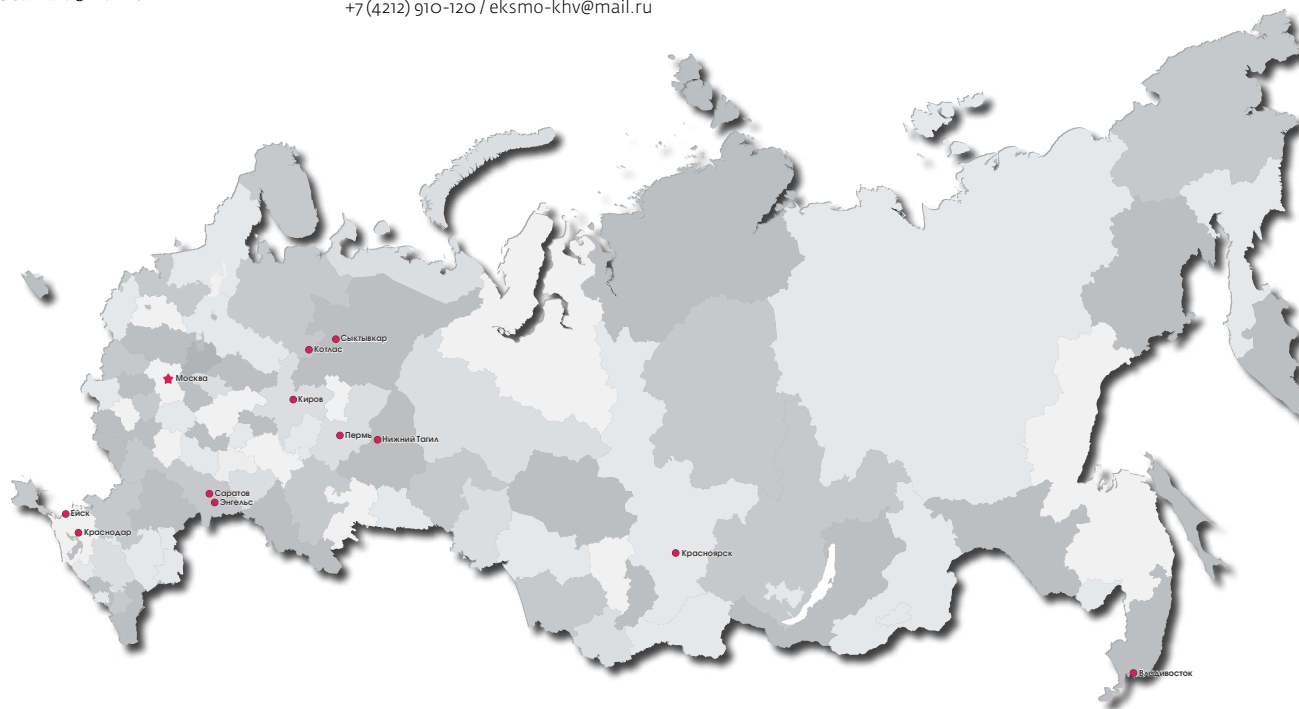 +7 (4212) 910-120 / eksmo-khv@mail.ru
Сыктывкар
Котлас
Москва
Киров
Пермь
Нижний Тагил
Саратов
Энгельс
Ейск
Краснодар
Красноярск
Владивосток